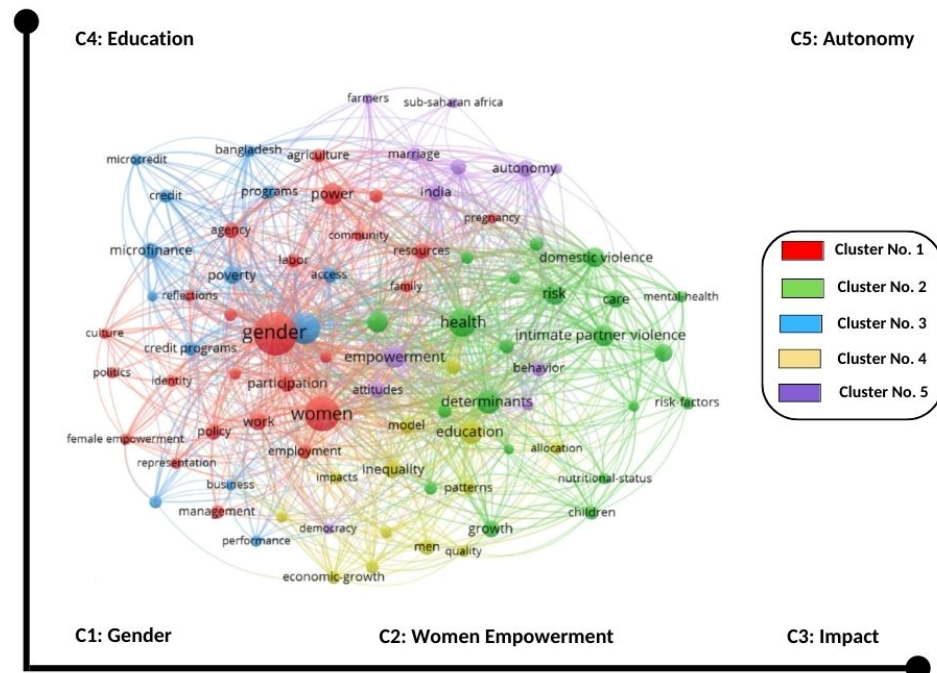 C4: Education
C5: Autonomy
farmers
sub-saharan africa
microcredit
bangladesh
agriculture
marriage
autonomy
credit
programs
power
india
agency
community
pregnancy
microfinance
labor
resources
domestic violence
poverty
access
family
risk
care
mental-health
reflections
culture
gender
health
intimate partner violence
credit programs
empowerment
behavior
politics
identity
participation
attitudes
determinants
risk-factors
women
work
model
education
policy
female empowerment
employment
allocation
representation
business
impacts
inequality
patterns
nutritional-status
management
democracy
growth
children
performance
men
quality
economic-growth
Cluster No. 1
Cluster No. 2
Cluster No. 3
Cluster No. 4
Cluster No. 5
C1: Gender
C2: Women Empowerment
C3: Impact